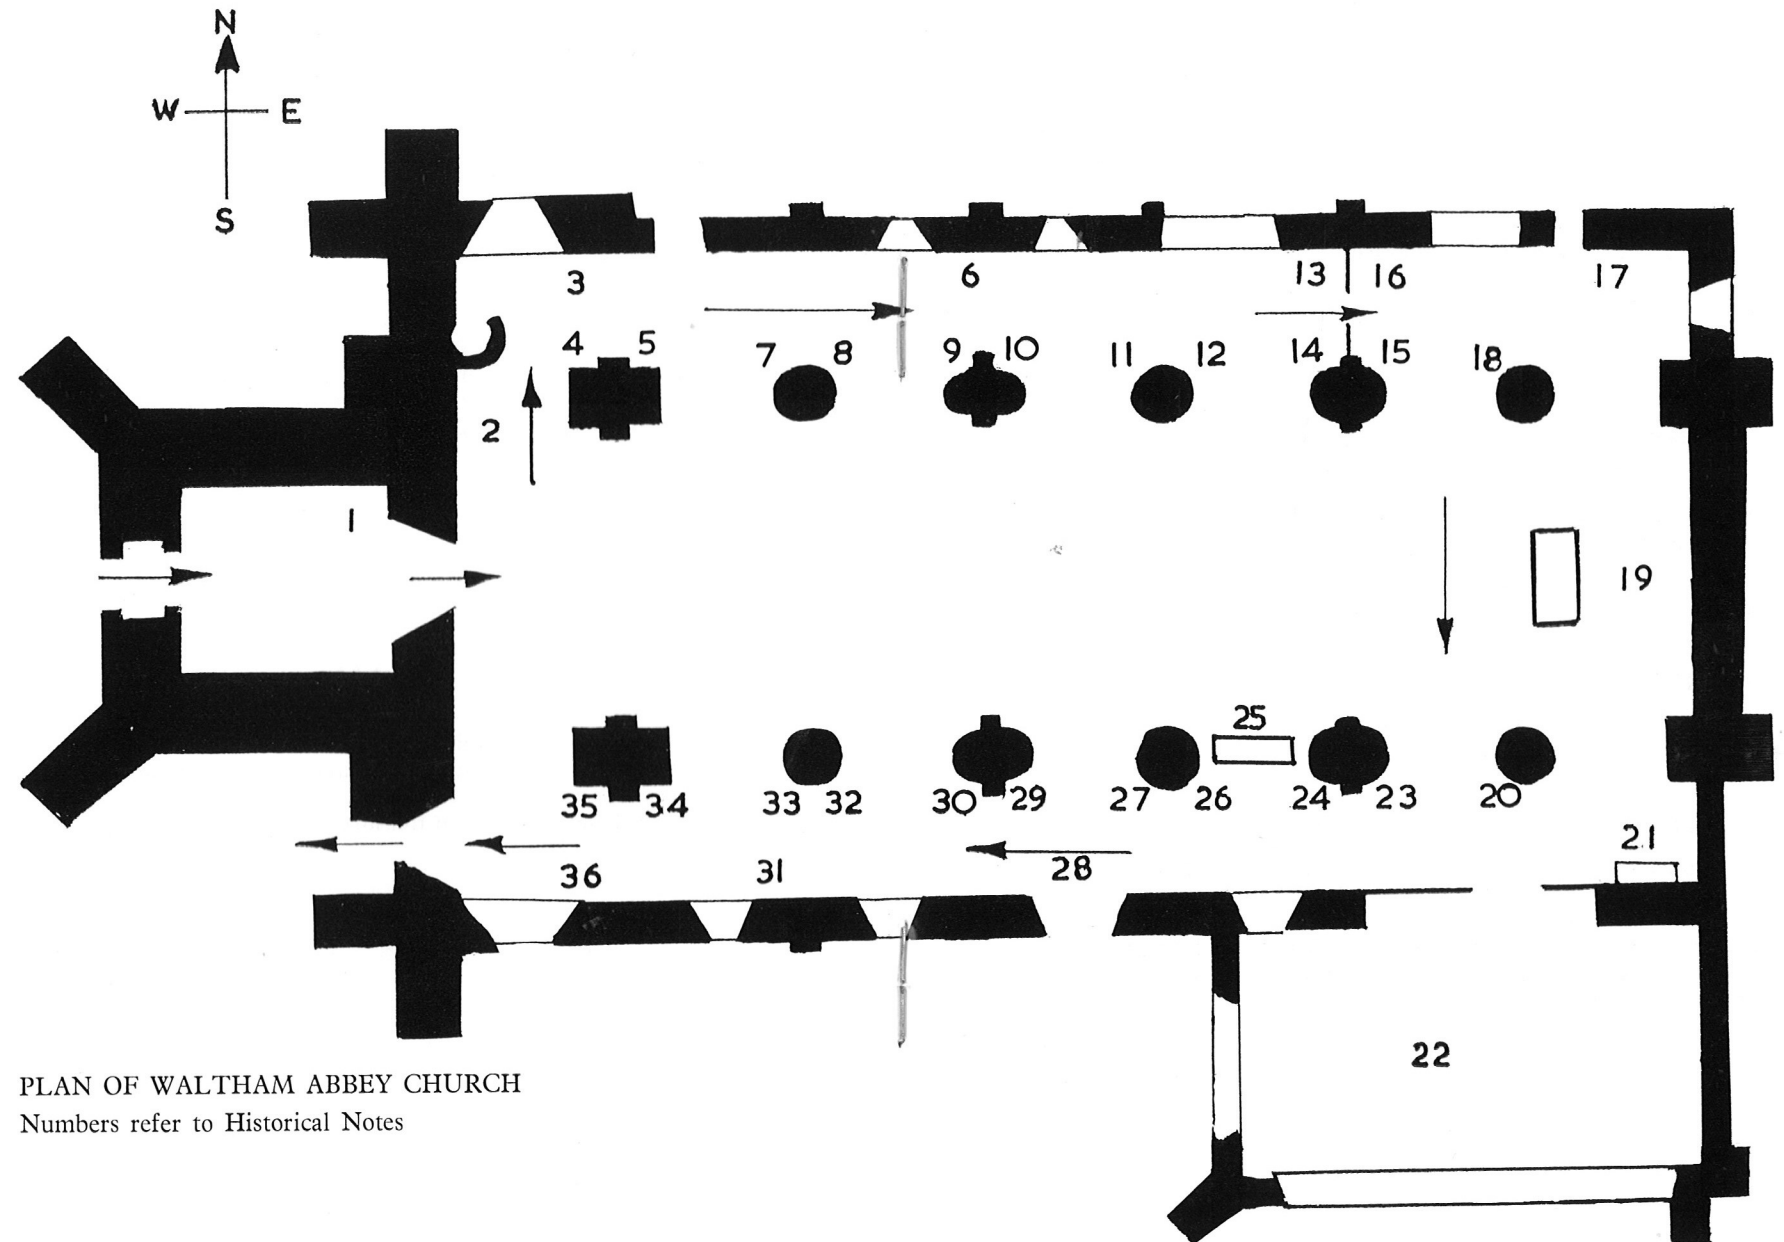 N
W E
S
3 6 13 16 17
4 5 7 8 9 10 11 12 14 15 18
2
1
19
25
35 34 33 32 30 29 27 26 24 23 20
21
36 31 28
22
PLAN OF WALTHAM ABBEY CHURCH
Numbers refer to Historical Notes